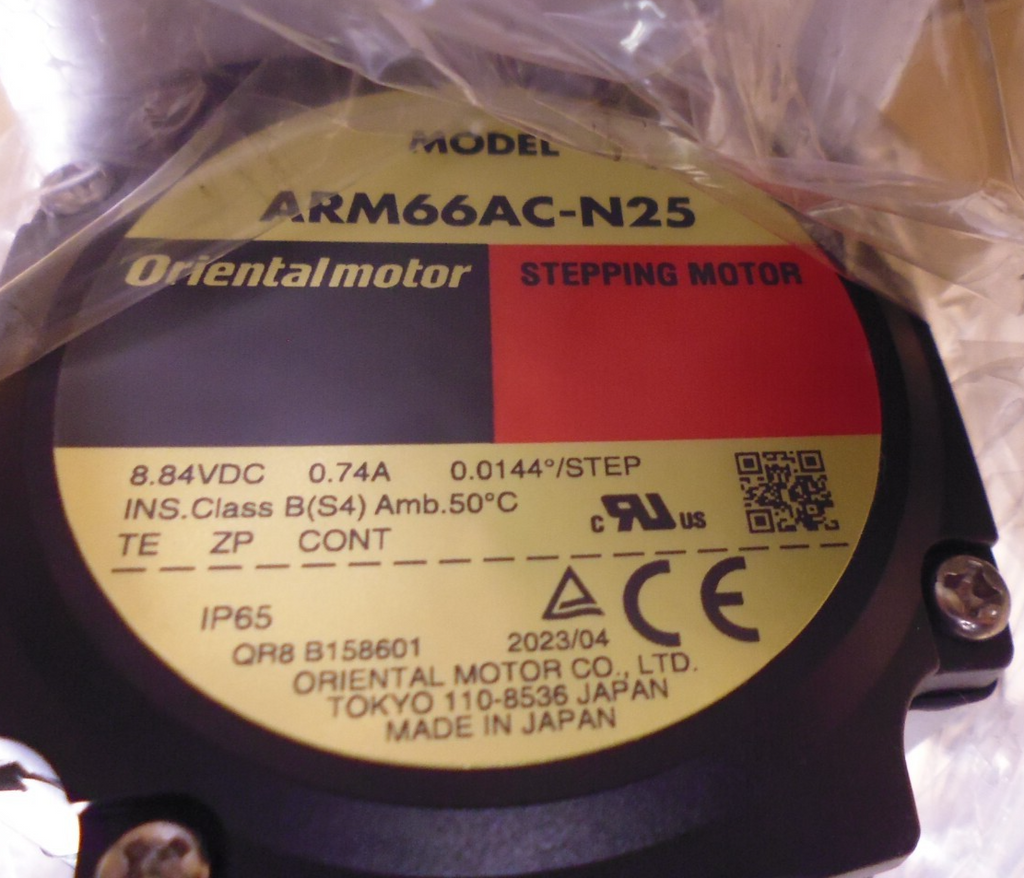 MODEL
ARM66AC-N25
Orientalmotor
STEPPING MOTOR
8.84VDC 0.74A 0.0144°/STEP
INS.Class B(S4) Amb.50°C
c RU US
TE ZP CONT
IP65
CE
QR8 B158601 2023/04
ORIENTAL MOTOR CO., LTD.
TOKYO 110-8536 JAPAN
MADE IN JAPAN